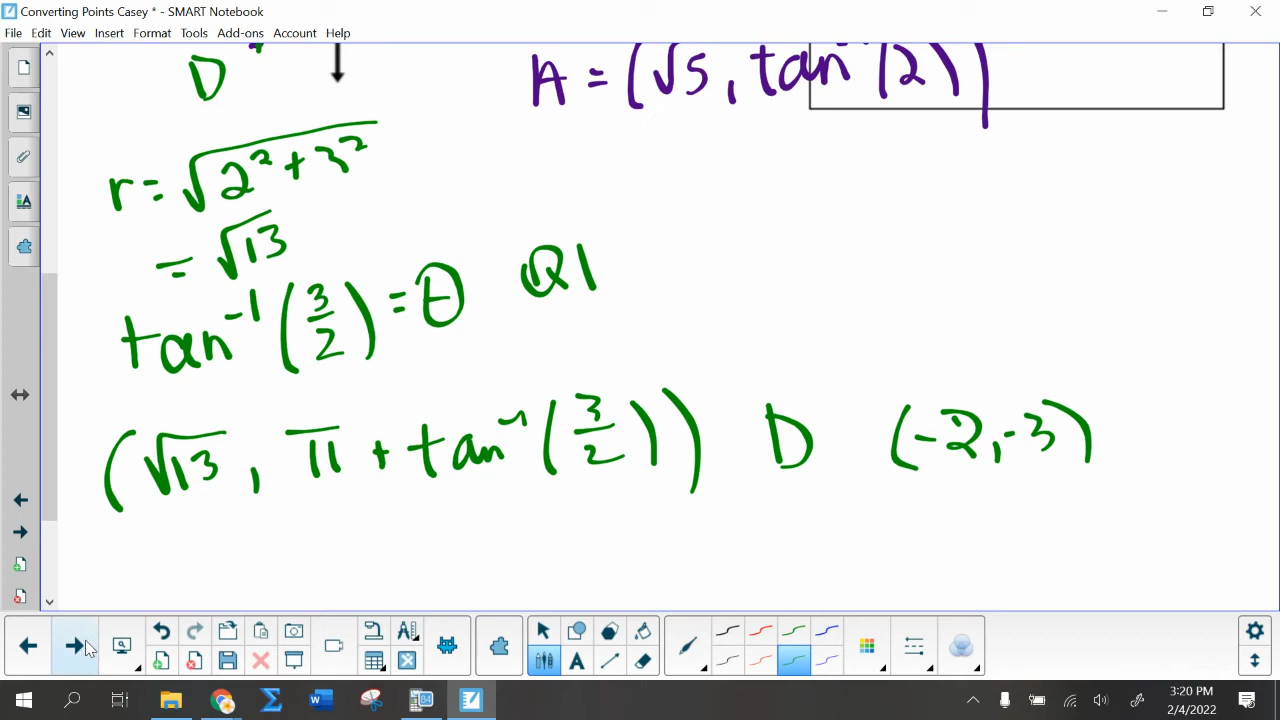 Converting Points Casey * - SMART Notebook
File Edit View Insert Format Tools Add-ons Account Help
D
A = (√5, tan⁻¹(2))
r = √2² + 3²
= √13
tan⁻¹(3/2) = θ Q1
(√13, π + tan⁻¹(3/2)) D (-2, -3)
3:20 PM
2/4/2022